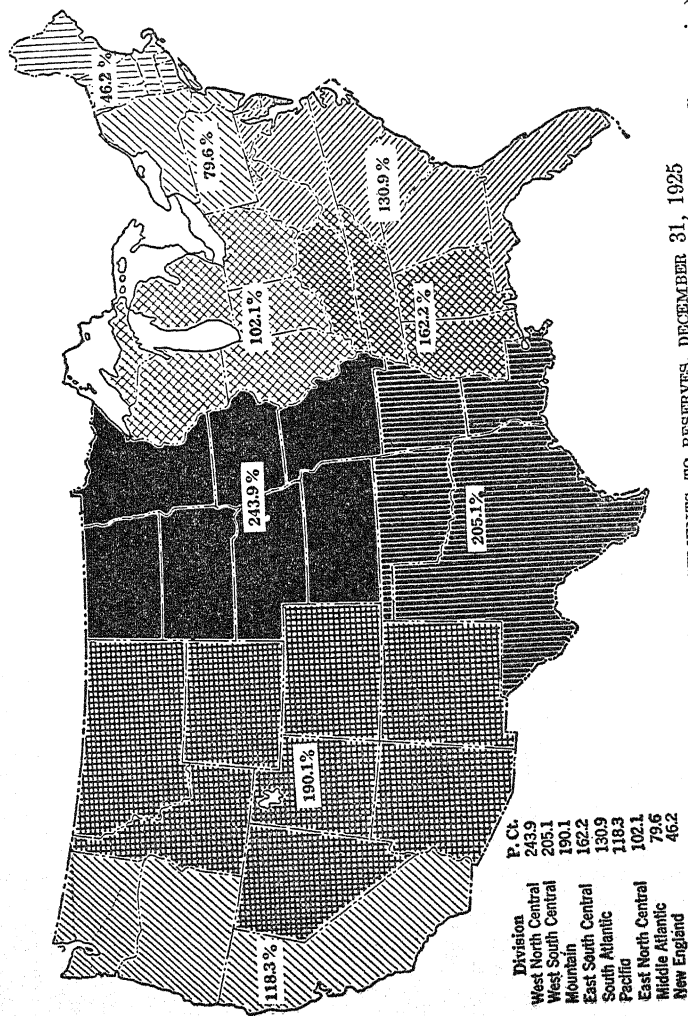 46.2 %
79.6 %
102.1%
130.9%
162.2%
243.9 %
205.1%
190.1%
118.3%
Division P. Ct.
West North Central 243.9
West South Central 205.1
Mountain 190.1
East South Central 162.2
South Atlantic 130.9
Pacific 118.3
East North Central 102.1
Middle Atlantic 79.6
New England 46.2
TO RESERVES, DECEMBER 31, 1925